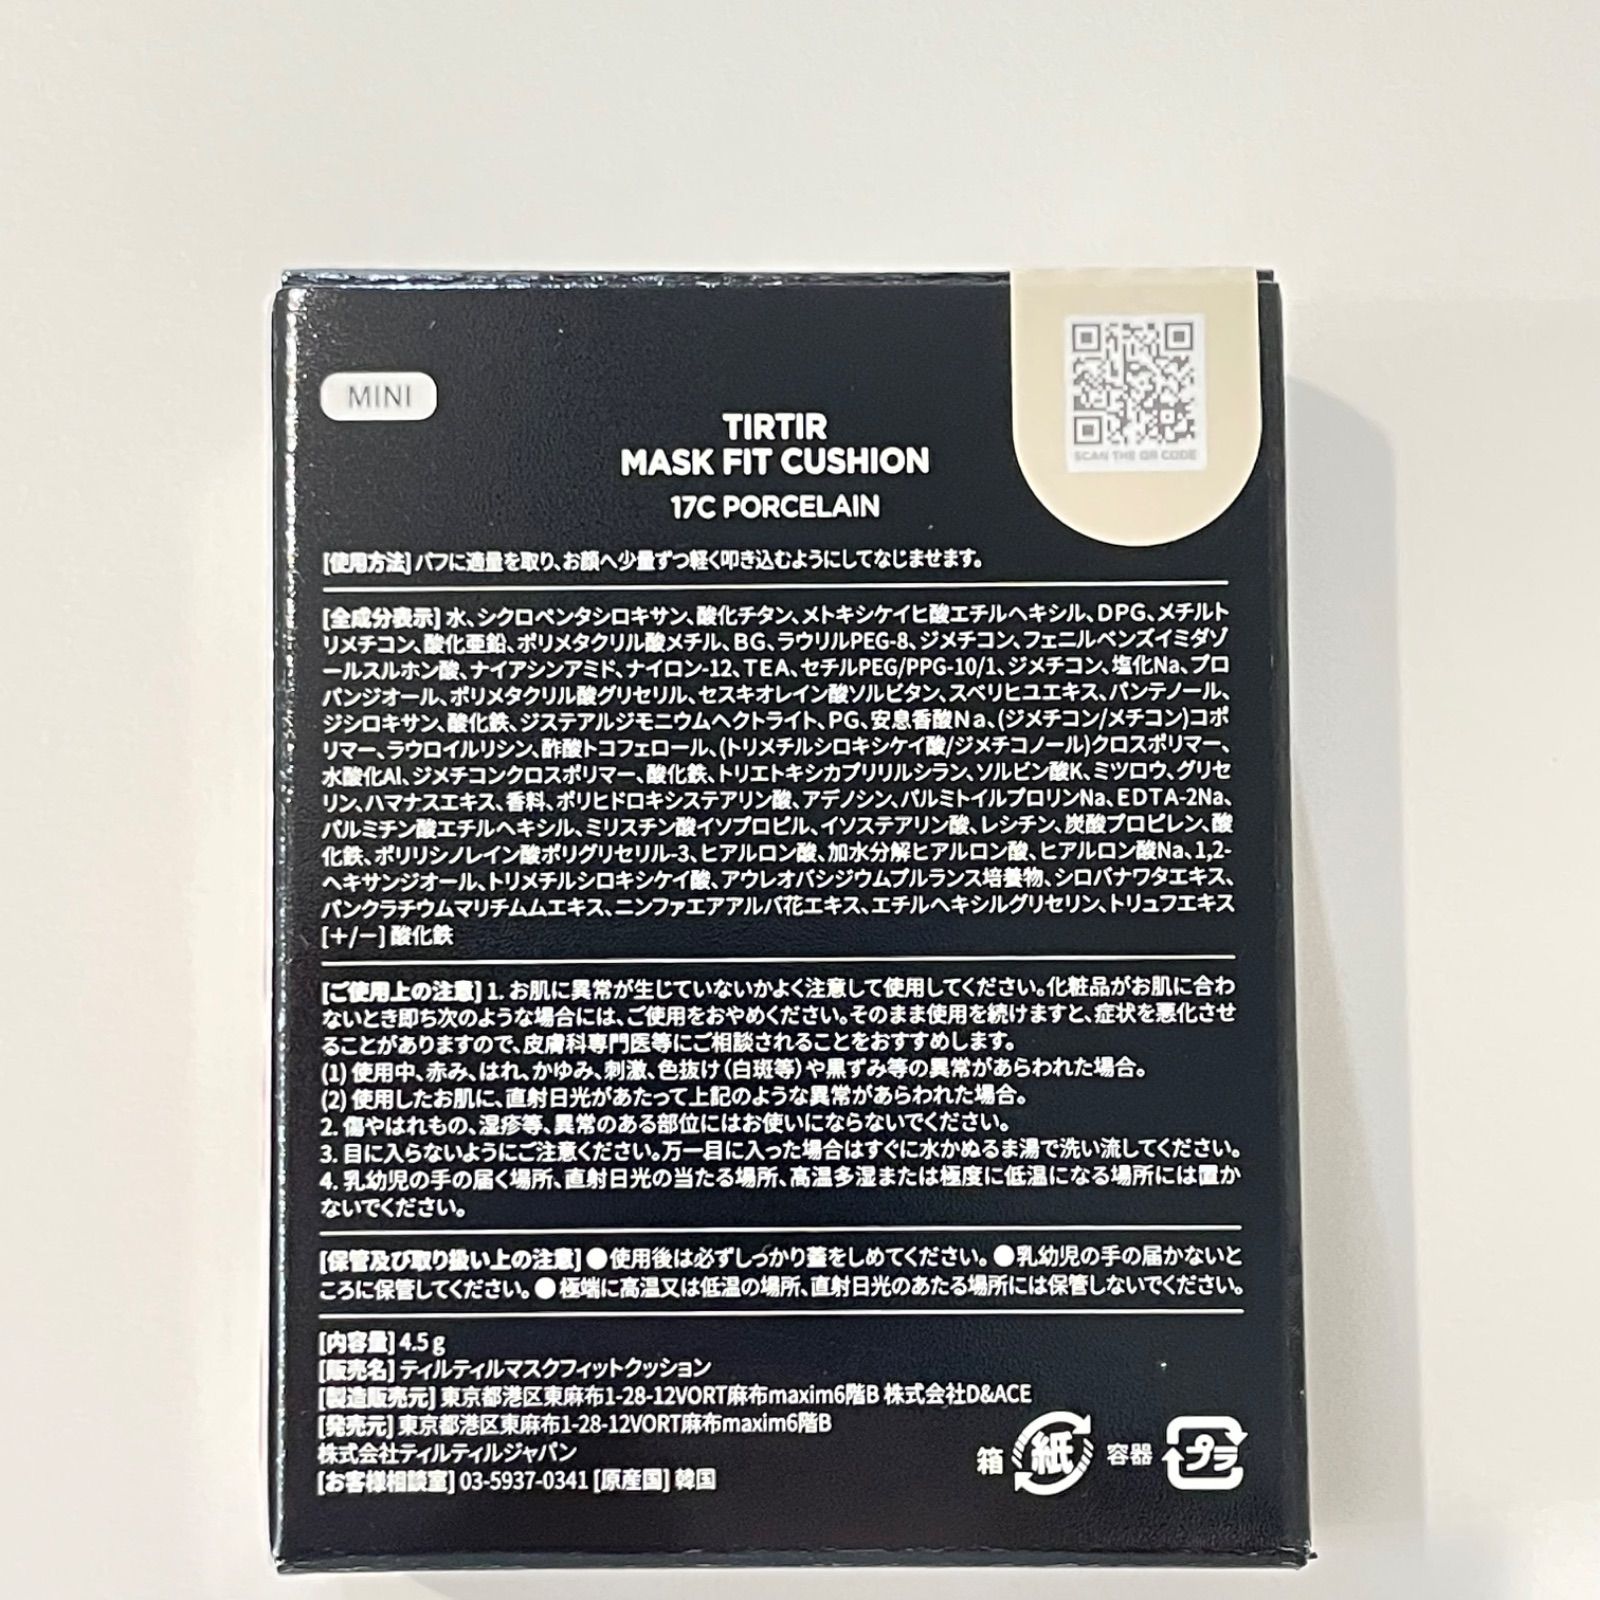 MINI
SCAN THE QR CODE
TIRTIR
MASK FIT CUSHION
17C PORCELAIN
[使用方法] パフに適量を取り、お顔へ少量ずつ軽く叩き込むようにしてなじませます。
[全成分表示] 水、シクロペンタシロキサン、酸化チタン、メトキシケイヒ酸エチルヘキシル、DPG、メチルト
リメチコン、酸化亜鉛、ポリメタクリル酸メチル、BG、ラウリルPEG-8、ジメチコン、フェニルベンズイミダゾ
ールスルホン酸、ナイアシンアミド、ナイロン-12、TEA、セチルPEG/PPG-10/1、ジメチコン、塩化Na、プロ
パンジオール、ポリメタクリル酸グリセリル、セスキオレイン酸ソルビタン、スベリヒユエキス、パンテノール、
ジシロキサン、酸化鉄、ジステアルジモニウムヘクトライト、PG、安息香酸Na、(ジメチコン/メチコン)コポ
リマー、ラウロイルリシン、酢酸トコフェロール、(トリメチルシロキシケイ酸/ジメチコノール)クロスポリマー、
水酸化Al、ジメチコンクロスポリマー、酸化鉄、トリエトキシカプリリルシラン、ソルビン酸K、ミツロウ、グリセ
リン、ハマナスエキス、香料、ポリヒドロキシステアリン酸、アデノシン、パルミトイルプロリンNa、EDTA-2Na、
パルミチン酸エチルヘキシル、ミリスチン酸イソプロピル、イソステアリン酸、レシチン、炭酸プロピレン、酸
化鉄、ポリリシノレイン酸ポリグリセリル-3、ヒアルロン酸、加水分解ヒアルロン酸、ヒアルロン酸Na、1,2-
ヘキサンジオール、トリメチルシロキシケイ酸、アウレオバシジウムプルランス培養物、シロバナワタエキス、
パンクラチウムマリチムムエキス、ニンファエアアルバ花エキス、エチルヘキシルグリセリン、トリュフエキス
[+/−] 酸化鉄
[ご使用上の注意] 1. お肌に異常が生じていないかよく注意して使用してください。化粧品がお肌に合わ
ないとき即ち次のような場合には、ご使用をおやめください。そのまま使用を続けますと、症状を悪化させ
ることがありますので、皮膚科専門医等にご相談されることをおすすめします。
(1) 使用中、赤み、はれ、かゆみ、刺激、色抜け(白斑等)や黒ずみ等の異常があらわれた場合。
(2) 使用したお肌に、直射日光があたって上記のような異常があらわれた場合。
2. 傷やはれもの、湿疹等、異常のある部位にはお使いにならないでください。
3. 目に入らないようにご注意ください。万一目に入った場合はすぐに水かぬるま湯で洗い流してください。
4. 乳幼児の手の届く場所、直射日光の当たる場所、高温多湿または極度に低温になる場所には置か
ないでください。
[保管及び取り扱い上の注意] ●使用後は必ずしっかり蓋をしめてください。●乳幼児の手の届かないと
ころに保管してください。●極端に高温又は低温の場所、直射日光のあたる場所には保管しないでください。
[内容量] 4.5 g
[販売名] ティルティルマスクフィットクッション
[製造販売元] 東京都港区東麻布1-28-12VORT麻布maxim6階B 株式会社D&ACE
[発売元] 東京都港区東麻布1-28-12VORT麻布maxim6階B
株式会社ティルティルジャパン
[お客様相談室] 03-5937-0341 [原産国] 韓国
箱 紙 容器 プラ